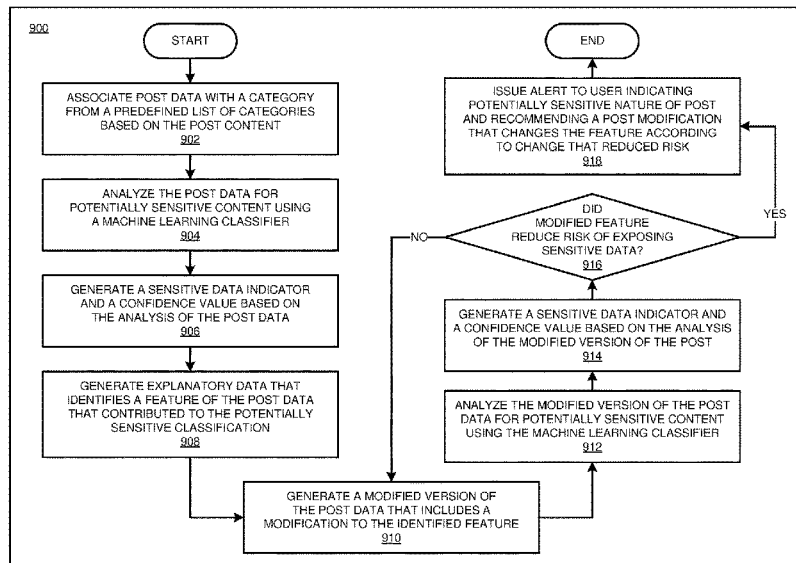 900
START
ASSOCIATE POST DATA WITH A CATEGORY
FROM A PREDEFINED LIST OF CATEGORIES
BASED ON THE POST CONTENT
902
ANALYZE THE POST DATA FOR
POTENTIALLY SENSITIVE CONTENT USING
A MACHINE LEARNING CLASSIFIER
904
GENERATE A SENSITIVE DATA INDICATOR
AND A CONFIDENCE VALUE BASED ON
THE ANALYSIS OF THE POST DATA
906
GENERATE EXPLANATORY DATA THAT
IDENTIFIES A FEATURE OF THE POST DATA
THAT CONTRIBUTED TO THE POTENTIALLY
SENSITIVE CLASSIFICATION
908
GENERATE A MODIFIED VERSION OF
THE POST DATA THAT INCLUDES A
MODIFICATION TO THE IDENTIFIED FEATURE
910
ANALYZE THE MODIFIED VERSION OF THE POST
DATA FOR POTENTIALLY SENSITIVE CONTENT
USING THE MACHINE LEARNING CLASSIFIER
912
GENERATE A SENSITIVE DATA INDICATOR AND
A CONFIDENCE VALUE BASED ON THE ANALYSIS
OF THE MODIFIED VERSION OF THE POST
914
DID
MODIFIED FEATURE
REDUCE RISK OF EXPOSING
SENSITIVE DATA?
916
NO
YES
ISSUE ALERT TO USER INDICATING
POTENTIALLY SENSITIVE NATURE OF POST
AND RECOMMENDING A POST MODIFICATION
THAT CHANGES THE FEATURE ACCORDING
TO CHANGE THAT REDUCED RISK
918
END